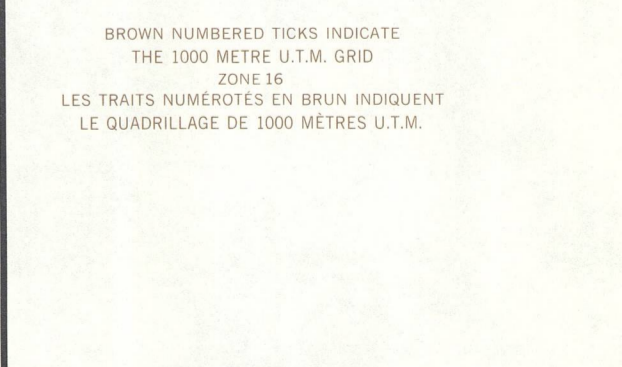 BROWN NUMBERED TICKS INDICATE
THE 1000 METRE U.T.M. GRID
ZONE 16
LES TRAITS NUMÉROTÉS EN BRUN INDIQUENT
LE QUADRILLAGE DE 1000 MÈTRES U.T.M.